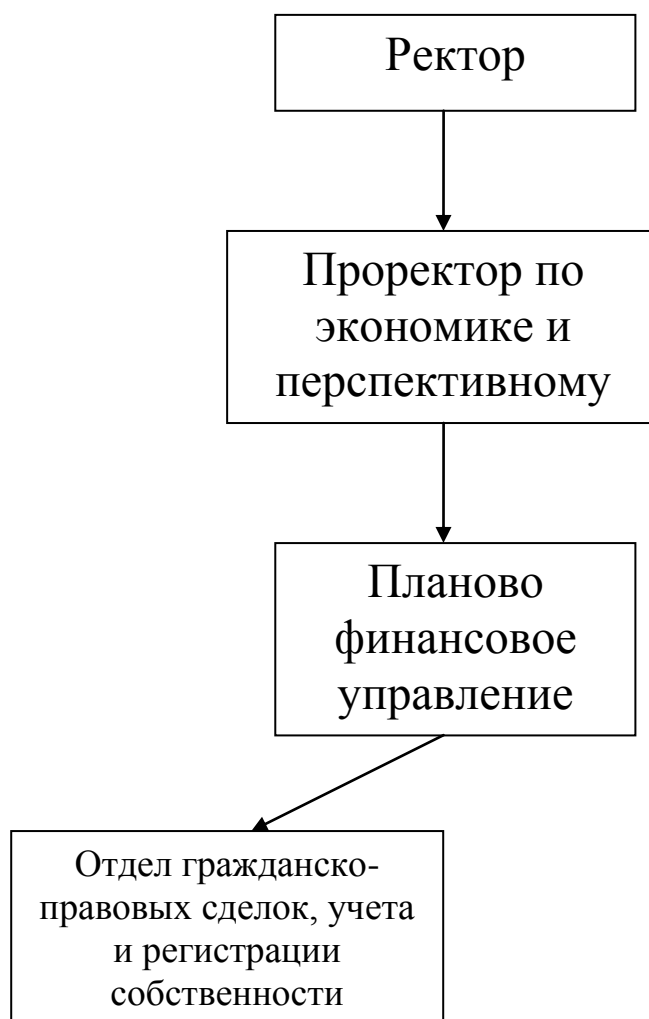 Ректор
Проректор по
экономике и
перспективному
Планово
финансовое
управление
Отдел гражданско-
правовых сделок, учета
и регистрации
собственности